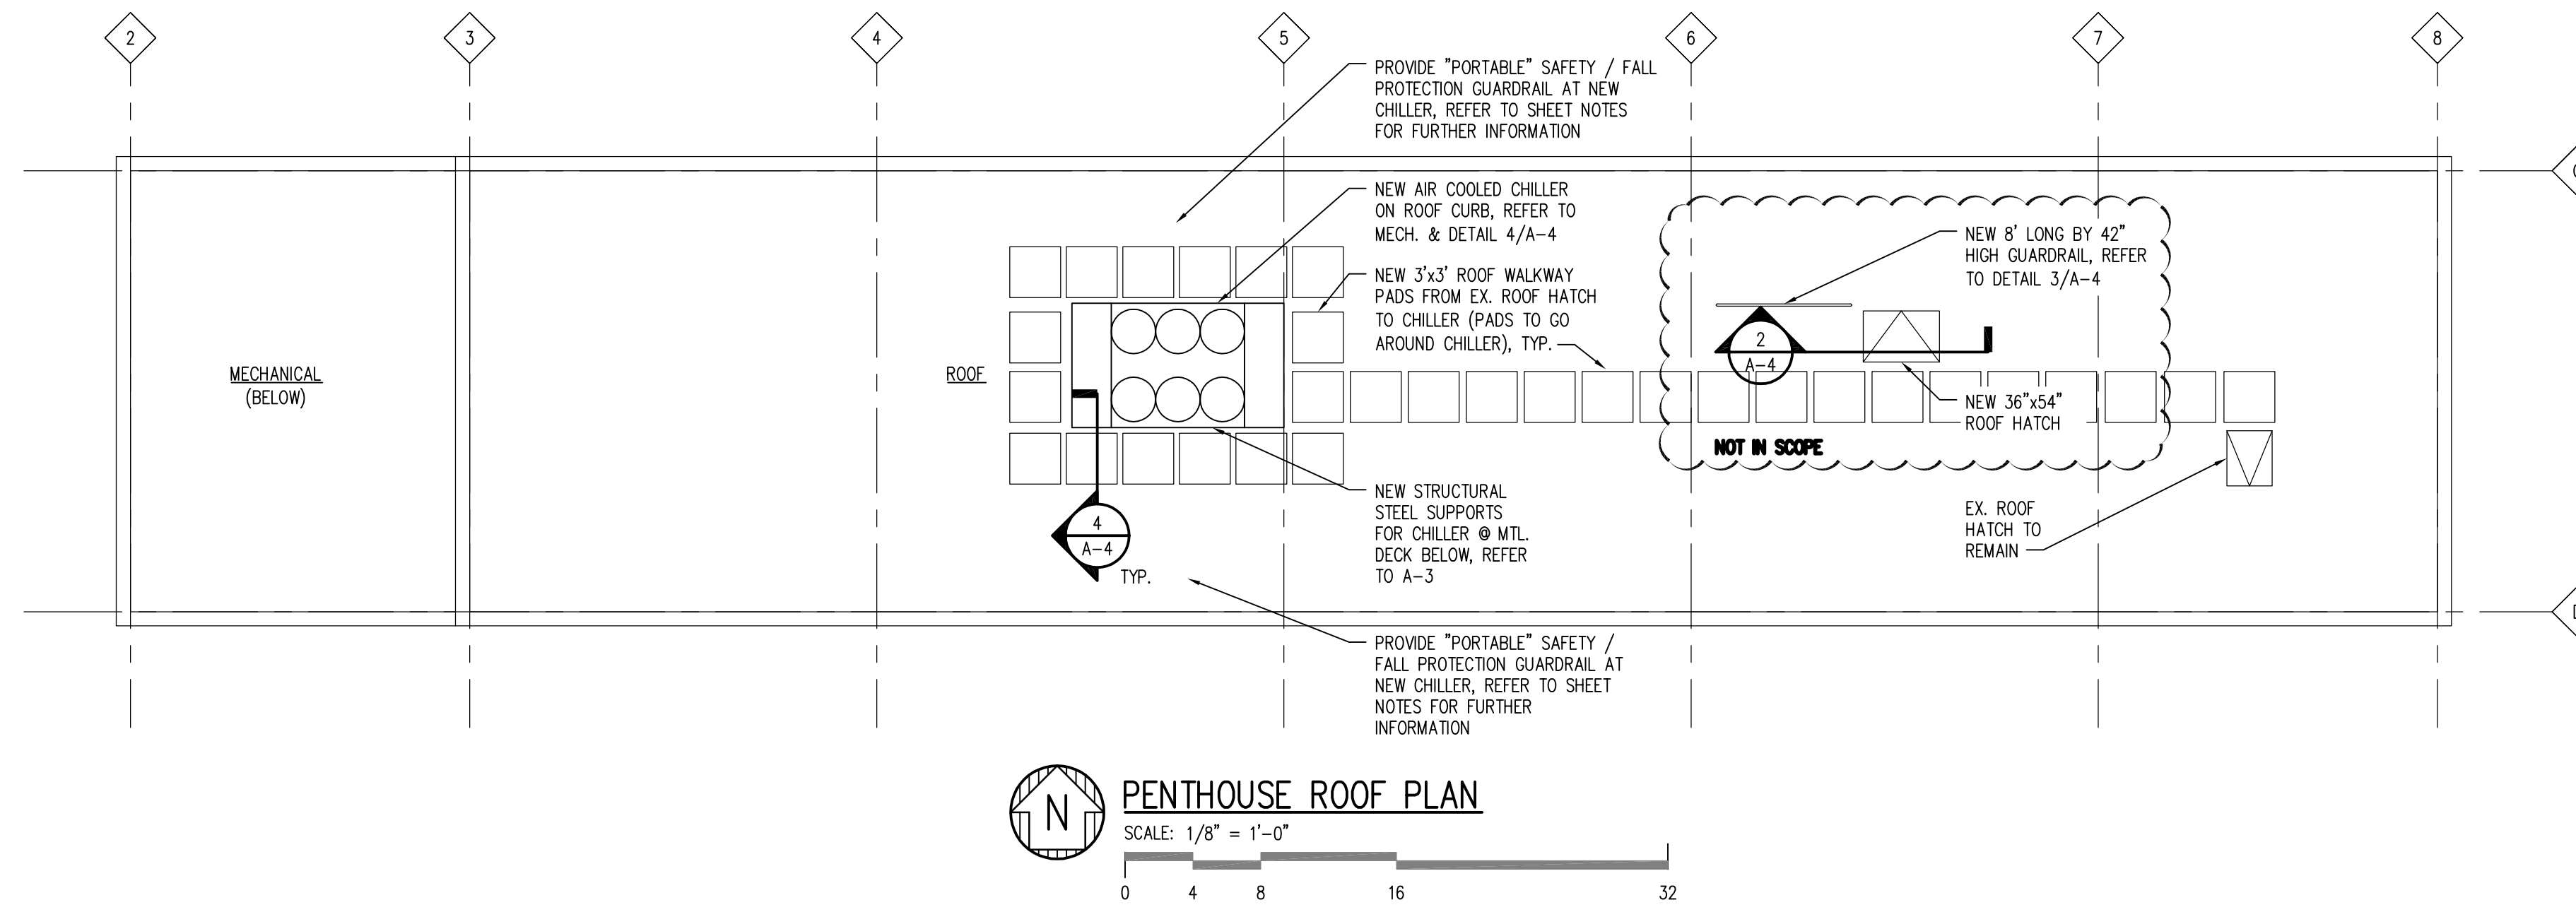 2
3
4
5
6
7
8
PROVIDE "PORTABLE" SAFETY / FALL
PROTECTION GUARDRAIL AT NEW
CHILLER, REFER TO SHEET NOTES
FOR FURTHER INFORMATION
NEW AIR COOLED CHILLER
ON ROOF CURB, REFER TO
MECH. & DETAIL 4/A-4
NEW 3'x3' ROOF WALKWAY
PADS FROM EX. ROOF HATCH
TO CHILLER (PADS TO GO
AROUND CHILLER), TYP.
NEW 8' LONG BY 42"
HIGH GUARDRAIL, REFER
TO DETAIL 3/A-4
2
A-4
MECHANICAL
(BELOW)
ROOF
NEW 36"x54"
ROOF HATCH
NOT IN SCOPE
NEW STRUCTURAL
STEEL SUPPORTS
FOR CHILLER @ MTL.
DECK BELOW, REFER
TO A-3
EX. ROOF
HATCH TO
REMAIN
4
A-4
TYP.
PROVIDE "PORTABLE" SAFETY /
FALL PROTECTION GUARDRAIL AT
NEW CHILLER, REFER TO SHEET
NOTES FOR FURTHER
INFORMATION
N
PENTHOUSE ROOF PLAN
SCALE: 1/8" = 1'-0"
0 4 8 16 32